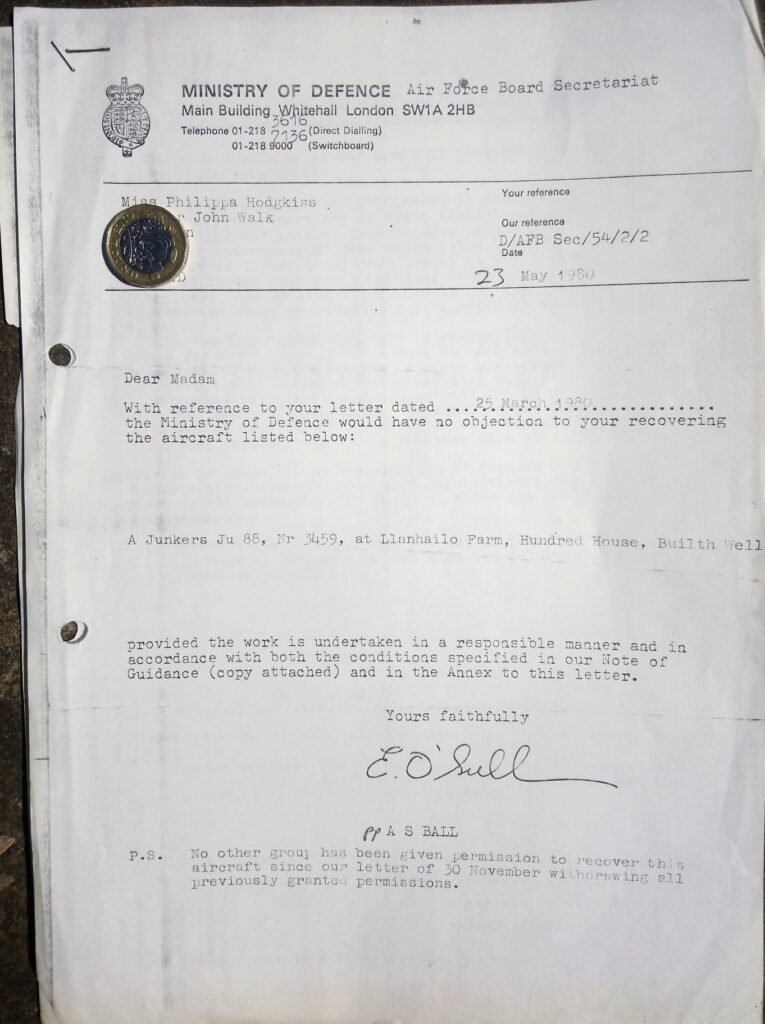 MINISTRY OF DEFENCE Air Force Board Secretariat
Main Building Whitehall London SW1A 2HB
3616
Telephone 01-218 7136 (Direct Dialling)
01-218 9000 (Switchboard)
Miss Philippa Hodgkiss
John Walk
Your reference
Our reference
D/AFB Sec/54/2/2
Date
23 May 1980
Dear Madam
With reference to your letter dated ...25 March 1980.............
the Ministry of Defence would have no objection to your recovering
the aircraft listed below:
A Junkers Ju 88, Nr 3459, at Llanhailo Farm, Hundred House, Builth Well
provided the work is undertaken in a responsible manner and in
accordance with both the conditions specified in our Note of
Guidance (copy attached) and in the Annex to this letter.
Yours faithfully
E. O'Sull
pp A S BALL
P.S. No other group has been given permission to recover this
aircraft since our letter of 30 November withdrawing all
previously granted permissions.